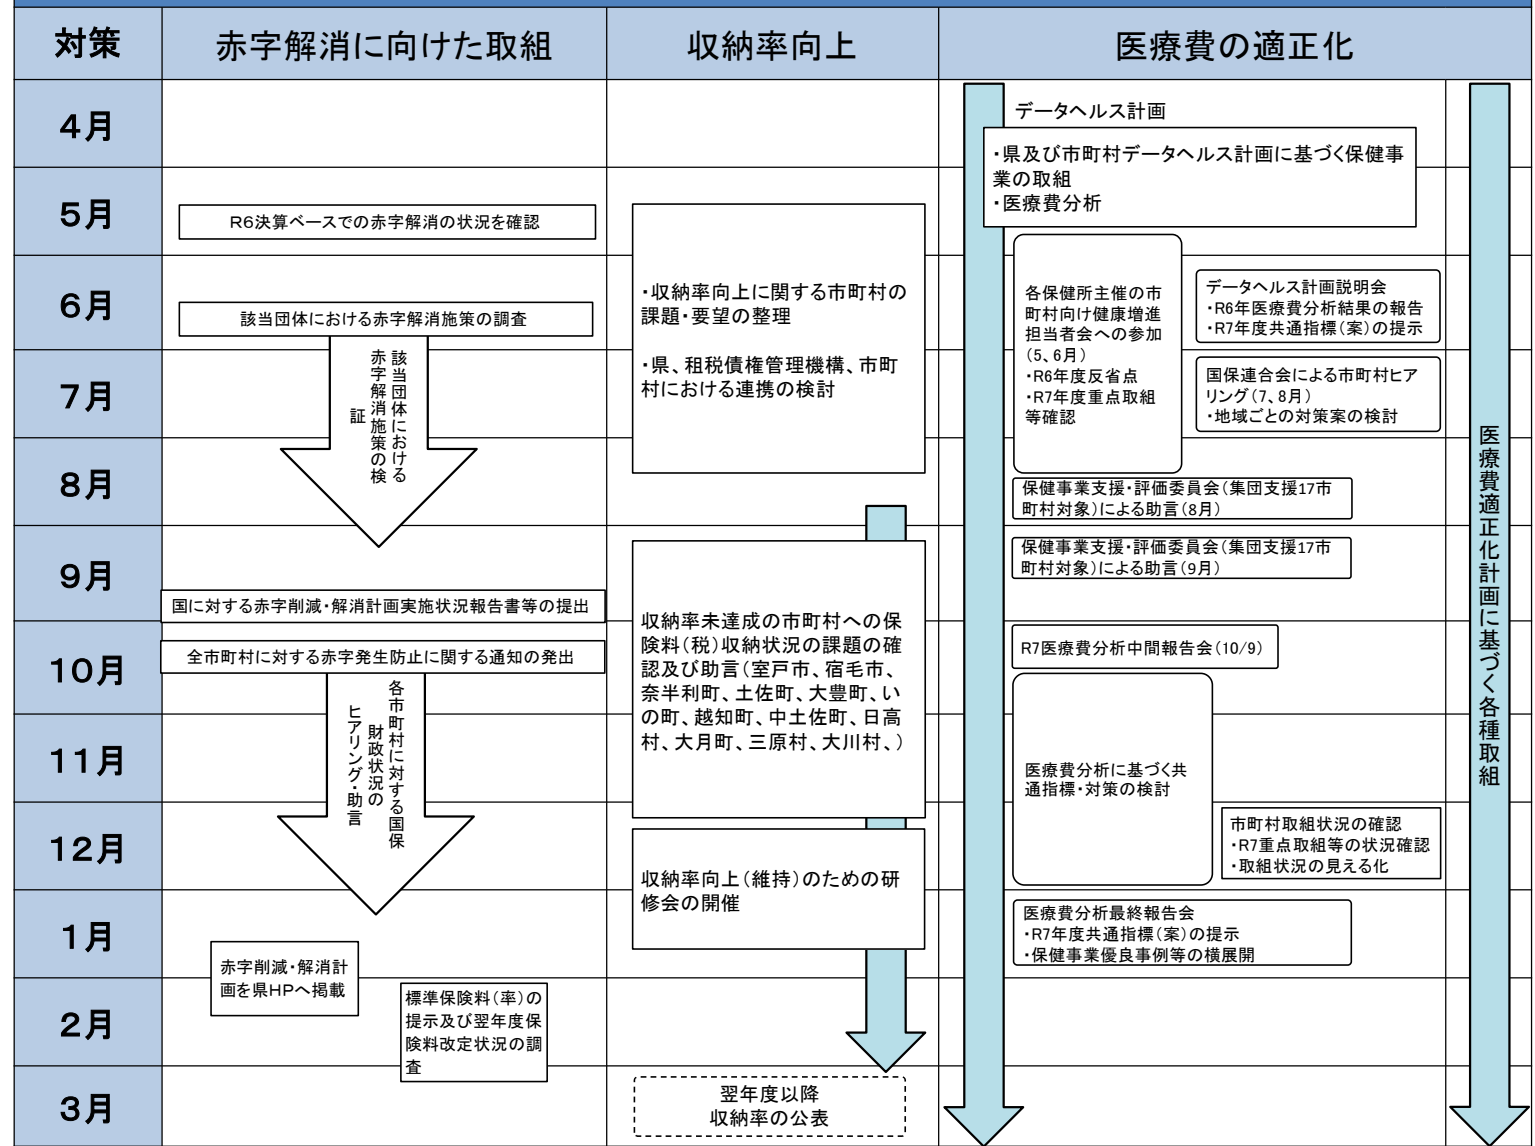 対策
赤字解消に向けた取組
収納率向上
医療費の適正化
4月
5月
6月
7月
8月
9月
10月
11月
12月
1月
2月
3月
R6決算ベースでの赤字解消の状況を確認
該当団体における赤字解消施策の調査
該当団体における
赤字解消施策の検
証
国に対する赤字削減・解消計画実施状況報告書等の提出
全市町村に対する赤字発生防止に関する通知の発出
各市町村に対する国保
財政状況の
ヒアリング・助言
赤字削減・解消計
画を県HPへ掲載
標準保険料（率）の
提示及び翌年度保
険料改定状況の調
査
・収納率向上に関する市町村の
課題・要望の整理
・県、租税債権管理機構、市町
村における連携の検討
収納率未達成の市町村への保
険料（税）収納状況の課題の確
認及び助言（室戸市、宿毛市、
奈半利町、土佐町、大豊町、い
の町、越知町、中土佐町、日高
村、大月町、三原村、大川村、）
収納率向上（維持）のための研
修会の開催
翌年度以降
収納率の公表
データヘルス計画
・県及び市町村データヘルス計画に基づく保健事
業の取組
・医療費分析
各保健所主催の市
町村向け健康増進
担当者会への参加
（5、6月）
・R6年度反省点
・R7年度重点取組
等確認
データヘルス計画説明会
・R6年医療費分析結果の報告
・R7年度共通指標（案）の提示
国保連合会による市町村ヒア
リング（7、8月）
・地域ごとの対策案の検討
保健事業支援・評価委員会（集団支援17市
町村対象）による助言（8月）
保健事業支援・評価委員会（集団支援17市
町村対象）による助言（9月）
R7医療費分析中間報告会（10/9）
医療費分析に基づく共
通指標・対策の検討
市町村取組状況の確認
・R7重点取組等の状況確認
・取組状況の見える化
医療費分析最終報告会
・R7年度共通指標（案）の提示
・保健事業優良事例等の横展開
医療費適正化計画に基づく各種取組